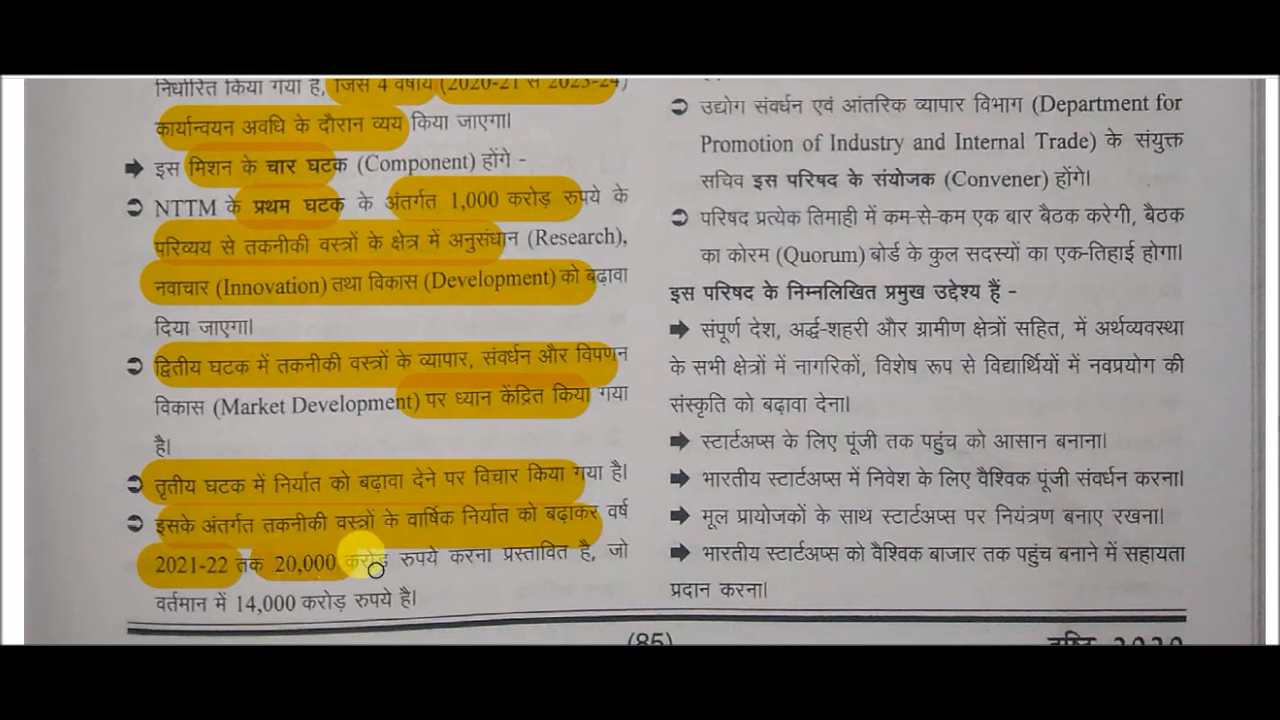 निर्धारित किया गया है, जिसे 4 वर्षीय (2020-21 से 2023-24)
कार्यान्वयन अवधि के दौरान व्यय किया जाएगा।
➡ इस मिशन के चार घटक (Component) होंगे -
➲ NTTM के प्रथम घटक के अंतर्गत 1,000 करोड़ रुपये के
परिव्यय से तकनीकी वस्त्रों के क्षेत्र में अनुसंधान (Research),
नवाचार (Innovation) तथा विकास (Development) को बढ़ावा
दिया जाएगा।
➲ द्वितीय घटक में तकनीकी वस्त्रों के व्यापार, संवर्धन और विपणन
विकास (Market Development) पर ध्यान केंद्रित किया गया
है।
➲ तृतीय घटक में निर्यात को बढ़ावा देने पर विचार किया गया है।
➲ इसके अंतर्गत तकनीकी वस्त्रों के वार्षिक निर्यात को बढ़ाकर वर्ष
2021-22 तक 20,000 करोड़ रुपये करना प्रस्तावित है, जो
वर्तमान में 14,000 करोड़ रुपये है।
➲ उद्योग संवर्धन एवं आंतरिक व्यापार विभाग (Department for
Promotion of Industry and Internal Trade) के संयुक्त
सचिव इस परिषद के संयोजक (Convener) होंगे।
➲ परिषद प्रत्येक तिमाही में कम-से-कम एक बार बैठक करेगी, बैठक
का कोरम (Quorum) बोर्ड के कुल सदस्यों का एक-तिहाई होगा।
इस परिषद के निम्नलिखित प्रमुख उद्देश्य हैं -
➡ संपूर्ण देश, अर्द्ध-शहरी और ग्रामीण क्षेत्रों सहित, में अर्थव्यवस्था
के सभी क्षेत्रों में नागरिकों, विशेष रूप से विद्यार्थियों में नवप्रयोग की
संस्कृति को बढ़ावा देना।
➡ स्टार्टअप्स के लिए पूंजी तक पहुंच को आसान बनाना।
➡ भारतीय स्टार्टअप्स में निवेश के लिए वैश्विक पूंजी संवर्धन करना।
➡ मूल प्रायोजकों के साथ स्टार्टअप्स पर नियंत्रण बनाए रखना।
➡ भारतीय स्टार्टअप्स को वैश्विक बाजार तक पहुंच बनाने में सहायता
प्रदान करना।
(85)